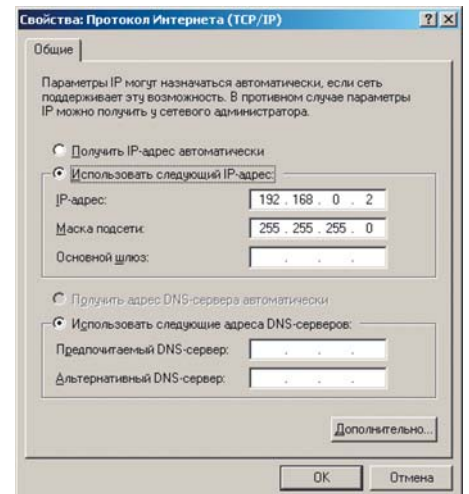 Свойства: Протокол Интернета (TCP/IP)
Общие
Параметры IP могут назначаться автоматически, если сеть
поддерживает эту возможность. В противном случае параметры
IP можно получить у сетевого администратора.
Получить IP-адрес автоматически
Использовать следующий IP-адрес:
IP-адрес: 192 . 168 . 0 . 2
Маска подсети: 255 . 255 . 255 . 0
Основной шлюз: . . .
Получить адрес DNS-сервера автоматически
Использовать следующие адреса DNS-серверов:
Предпочитаемый DNS-сервер: . . .
Альтернативный DNS-сервер: . . .
Дополнительно...
OK Отмена